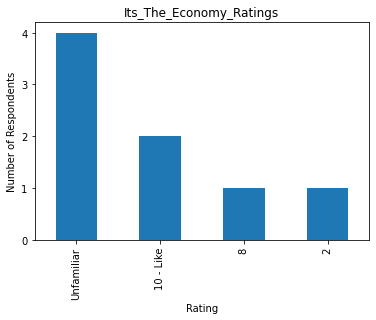 Its_The_Economy_Ratings
Number of Respondents
4
3
2
1
0
Unfamiliar
10 - Like
8
2
Rating